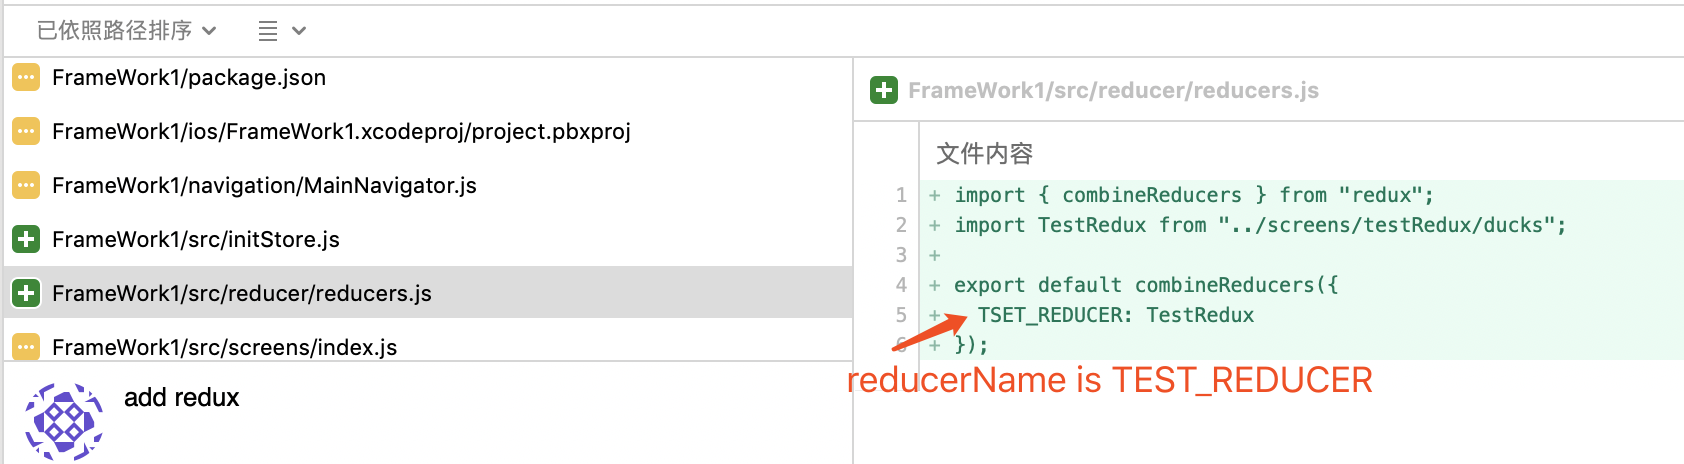 已依照路径排序
FrameWork1/package.json
FrameWork1/ios/FrameWork1.xcodeproj/project.pbxproj
FrameWork1/navigation/MainNavigator.js
FrameWork1/src/initStore.js
FrameWork1/src/reducer/reducers.js
FrameWork1/src/screens/index.js
add redux
FrameWork1/src/reducer/reducers.js
文件内容
1 + import { combineReducers } from "redux";
2 + import TestRedux from "../screens/testRedux/ducks";
3 +
4 + export default combineReducers({
5 + TSET_REDUCER: TestRedux
6 + });
reducerName is TEST_REDUCER